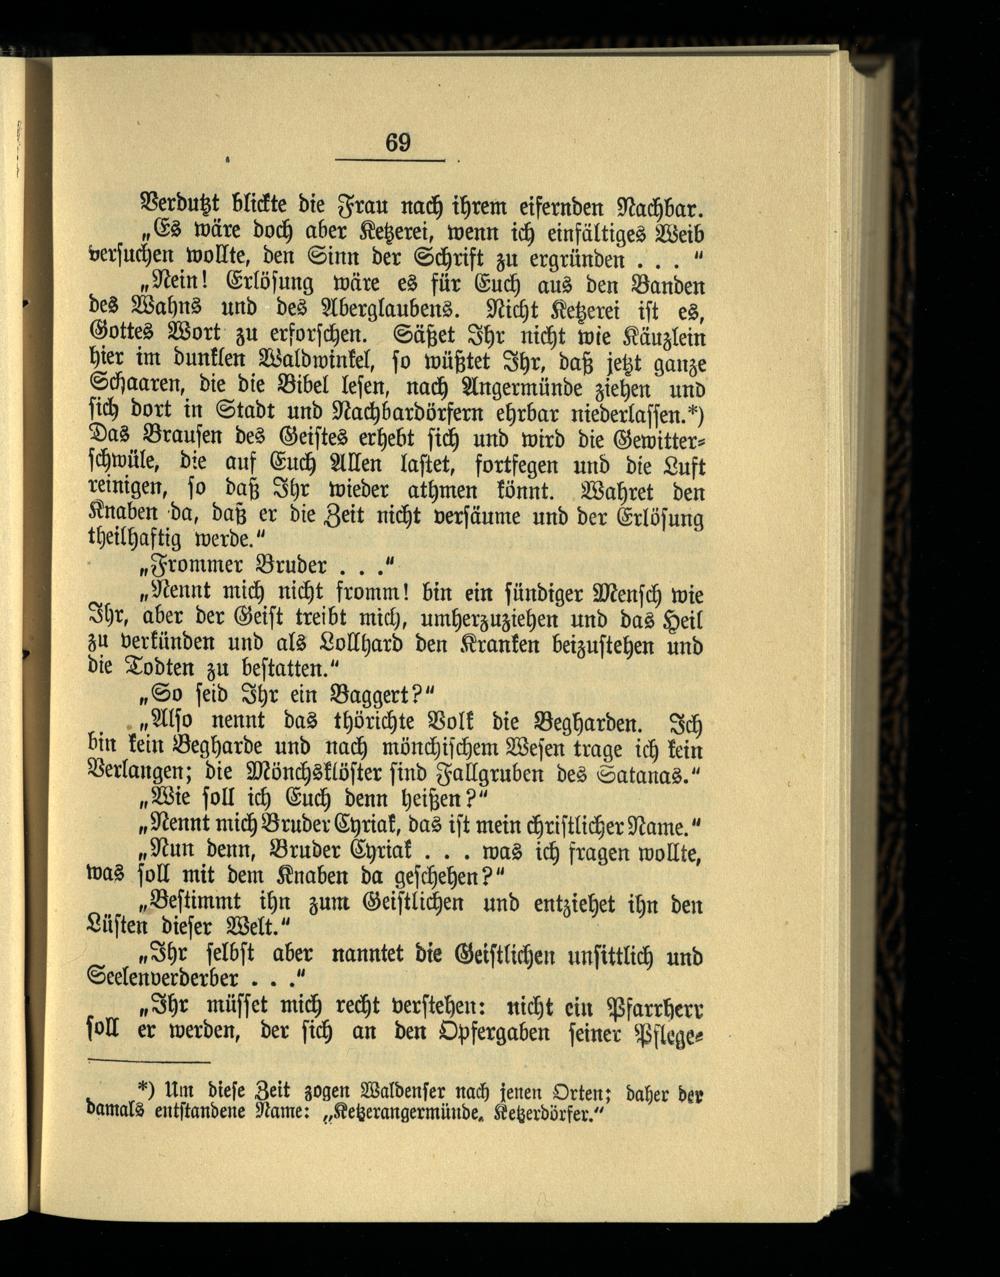 69
Verdutzt blickte die Frau nach ihrem eifernden Nachbar.
„Es wäre doch aber Ketzerei, wenn ich einfältiges Weib
versuchen wollte, den Sinn der Schrift zu ergründen . . . “
„Nein! Erlösung wäre es für Euch aus den Banden
des Wahns und des Aberglaubens. Nicht Ketzerei ist es,
Gottes Wort zu erforschen. Säßet Ihr nicht wie Käuzlein
hier im dunklen Waldwinkel, so wüßtet Ihr, daß jetzt ganze
Schaaren, die die Bibel lesen, nach Angermünde ziehen und
sich dort in Stadt und Nachbardörfern ehrbar niederlassen.*)
Das Brausen des Geistes erhebt sich und wird die Gewitter-
schwüle, die auf Euch Allen lastet, fortfegen und die Luft
reinigen, so daß Ihr wieder athmen könnt. Wahret den
Knaben da, daß er die Zeit nicht versäume und der Erlösung
theilhaftig werde.“
„Frommer Bruder . . .“
„Nennt mich nicht fromm! bin ein sündiger Mensch wie
Ihr, aber der Geist treibt mich, umherzuziehen und das Heil
zu verkünden und als Lollhard den Kranken beizustehen und
die Todten zu bestatten.“
„So seid Ihr ein Baggert?“
„Also nennt das thörichte Volk die Begharden. Ich
bin kein Begharde und nach mönchischem Wesen trage ich kein
Verlangen; die Mönchsklöster sind Fallgruben des Satanas.“
„Wie soll ich Euch denn heißen?“
„Nennt mich Bruder Cyriak, das ist mein christlicher Name.“
„Nun denn, Bruder Cyriak . . . was ich fragen wollte,
was soll mit dem Knaben da geschehen?“
„Bestimmt ihn zum Geistlichen und entziehet ihn den
Lüsten dieser Welt.“
„Ihr selbst aber nanntet die Geistlichen unsittlich und
Seelenverderber . . .“
„Ihr müsset mich recht verstehen: nicht ein Pfarrherr
soll er werden, der sich an den Opfergaben seiner Pflege-
*) Um diese Zeit zogen Waldenser nach jenen Orten; daher der
damals entstandene Name: „Ketzerangermünde, Ketzerdörfer.“